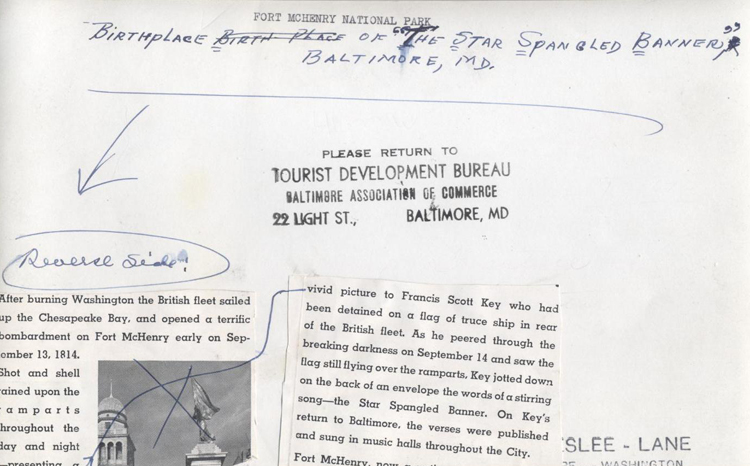 FORT MCHENRY NATIONAL PARK
BIRTHPLACE BIRTH PLACE OF "THE STAR SPANGLED BANNER,"
BALTIMORE, MD.
PLEASE RETURN TO
TOURIST DEVELOPMENT BUREAU
BALTIMORE ASSOCIATION OF COMMERCE
22 LIGHT ST., BALTIMORE, MD
Reverse side!
After burning Washington the British fleet sailed
up the Chesapeake Bay, and opened a terrific
bombardment on Fort McHenry early on Sep-
ember 13, 1814.
Shot and shell
rained upon the
ramparts
throughout the
day and night
—presenting a
vivid picture to Francis Scott Key who had
been detained on a flag of truce ship in rear
of the British fleet. As he peered through the
breaking darkness on September 14 and saw the
flag still flying over the ramparts, Key jotted down
on the back of an envelope the words of a stirring
song—the Star Spangled Banner. On Key's
return to Baltimore, the verses were published
and sung in music halls throughout the City.
Fort McHenry, now
SLEE - LANE
WASHINGTON